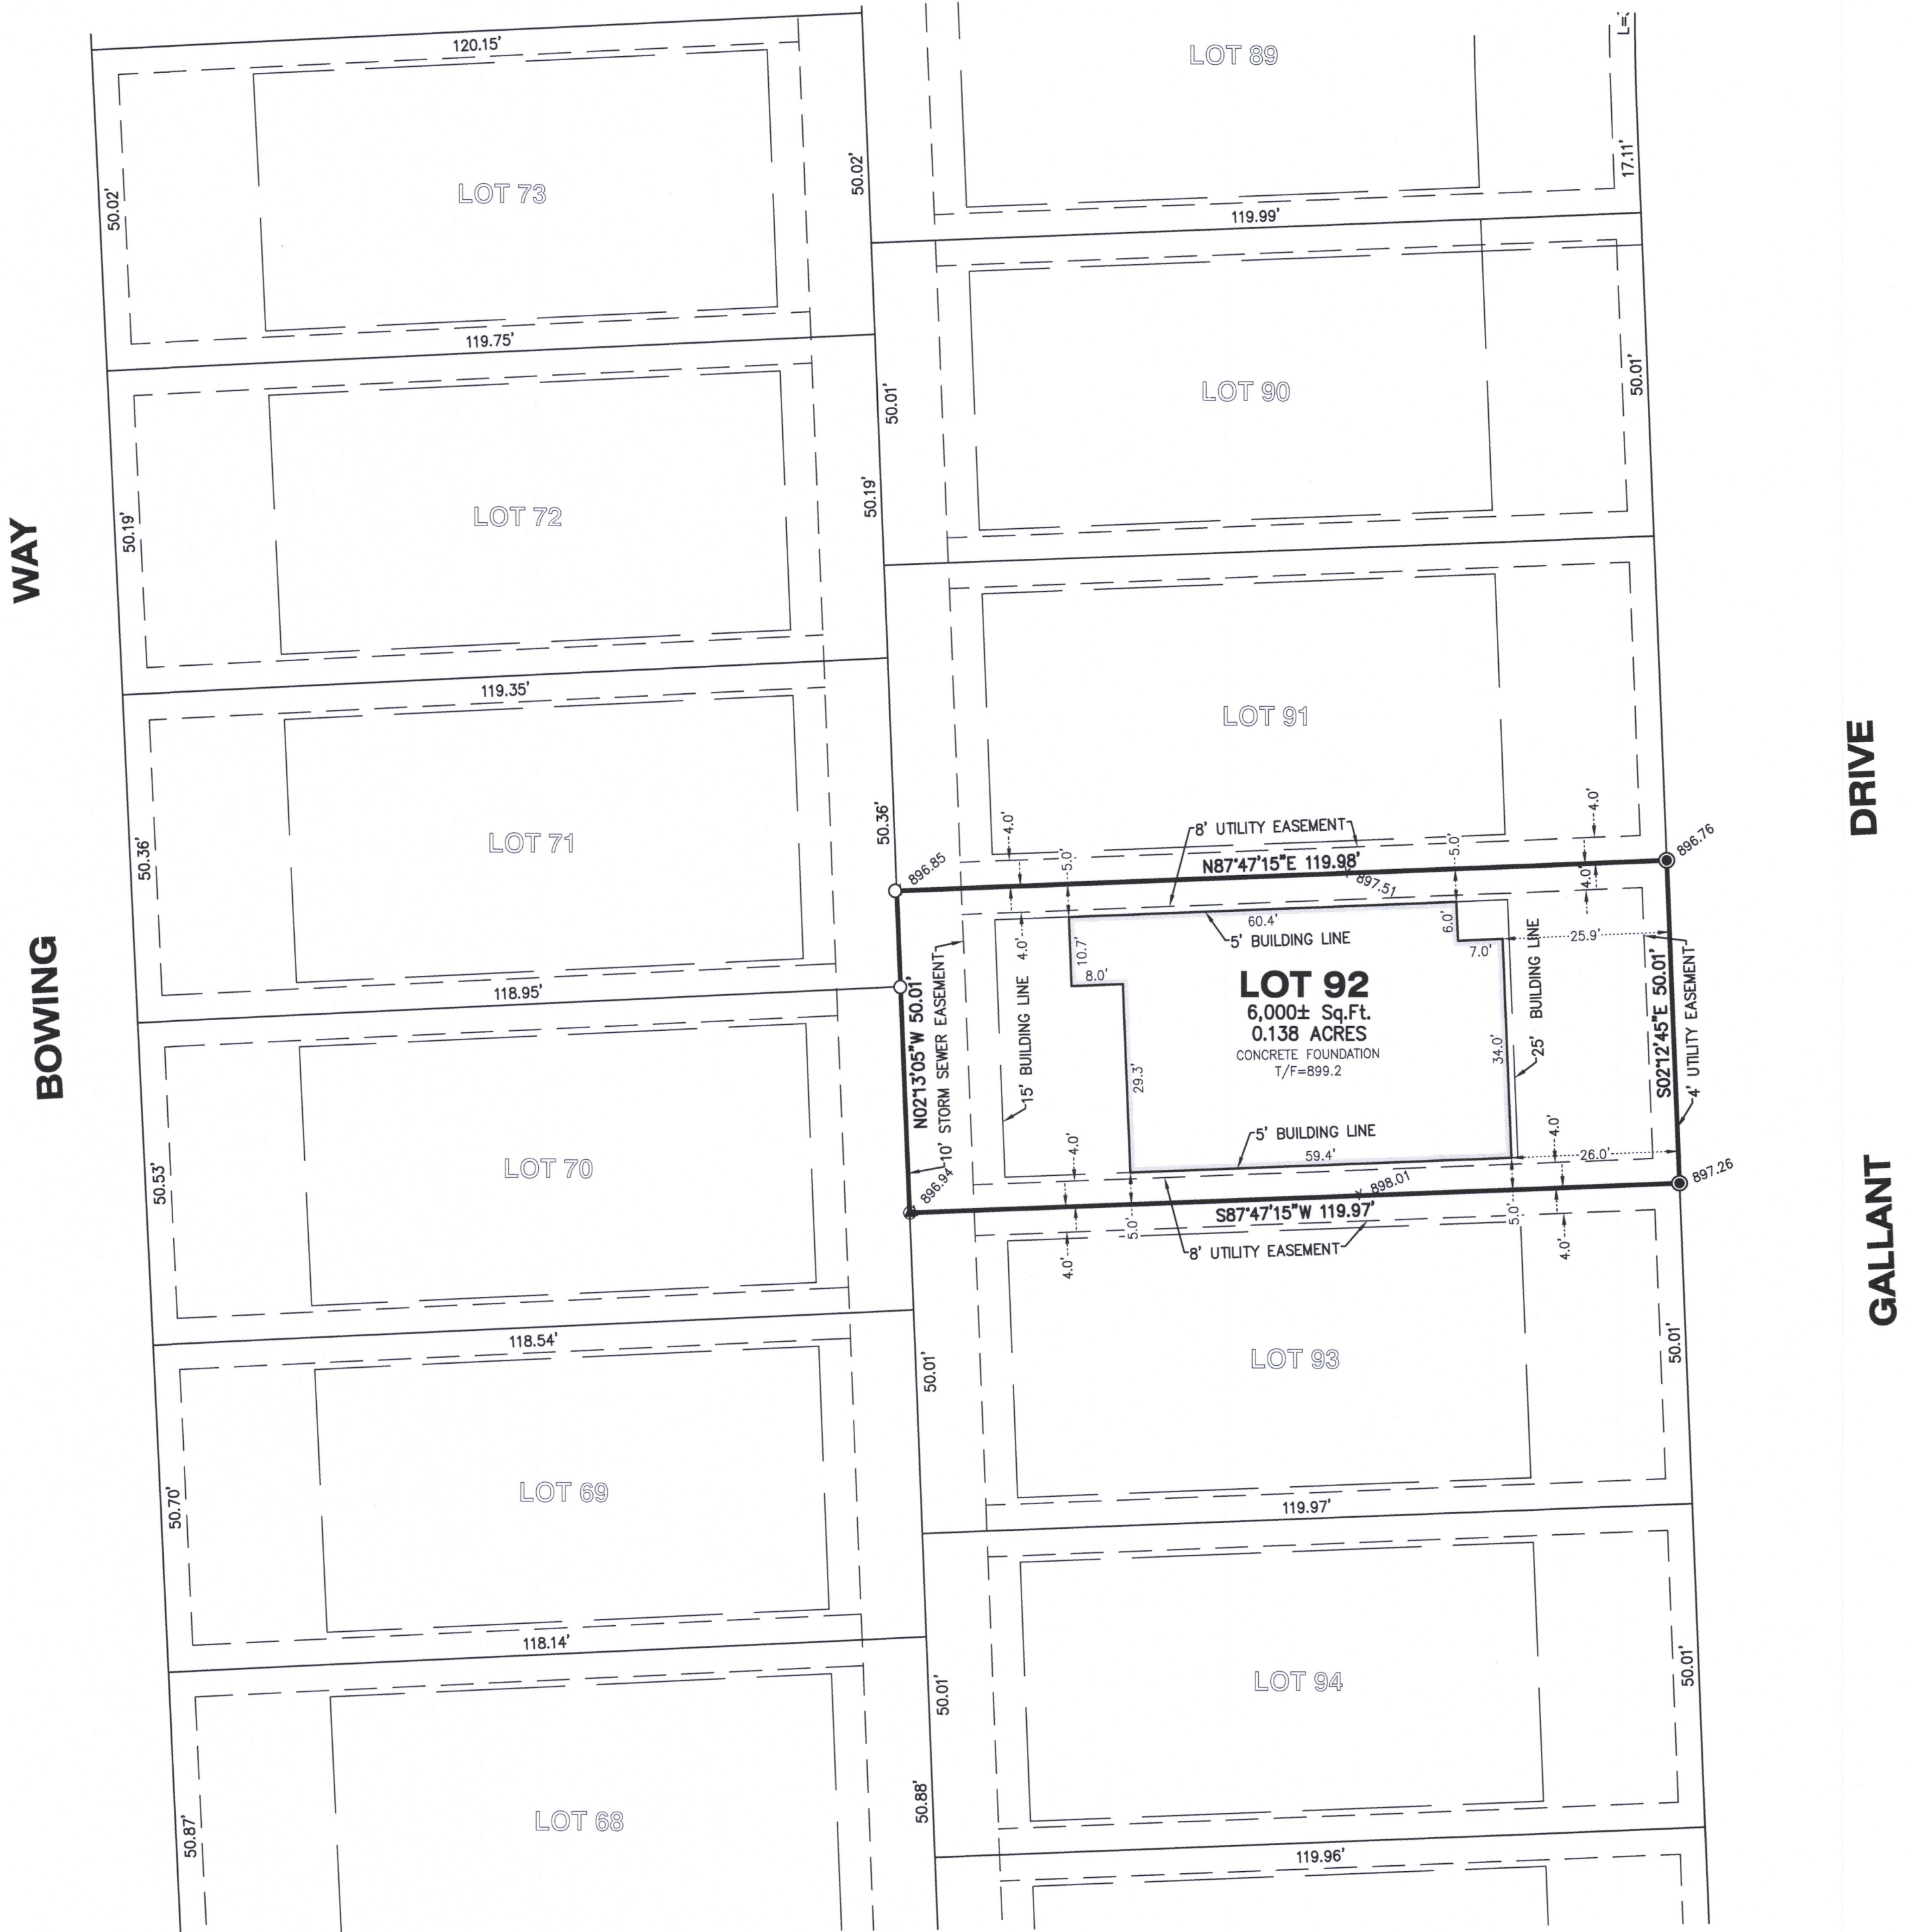 120.15'
LOT 73
50.02'
50.02'
119.75'
LOT 72
50.19'
50.19'
119.35'
LOT 71
50.36'
50.36'
118.95'
LOT 70
50.53'
118.54'
LOT 69
50.70'
118.14'
LOT 68
50.87'
50.88'
BOWING WAY
LOT 89
17.11'
119.99'
LOT 90
50.01'
50.01'
LOT 91
4.0'
5.0'
8' UTILITY EASEMENT
5.0'
4.0'
896.85
N87°47'15"E 119.98'
896.76
897.51
4.0'
4.0'
60.4'
5' BUILDING LINE
6.0'
7.0'
25.9'
10.7'
8.0'
29.3'
34.0'
LOT 92
6,000± Sq.Ft.
0.138 ACRES
CONCRETE FOUNDATION
T/F=899.2
N02°13'05"W 50.01'
10' STORM SEWER EASEMENT
15' BUILDING LINE
25' BUILDING LINE
S02°12'45"E 50.01'
4' UTILITY EASEMENT
5' BUILDING LINE
59.4'
4.0'
4.0'
26.0'
896.94
898.01
897.26
S87°47'15"W 119.97'
5.0'
5.0'
8' UTILITY EASEMENT
4.0'
4.0'
LOT 93
50.01'
50.01'
119.97'
LOT 94
50.01'
50.01'
119.96'
GALLANT DRIVE